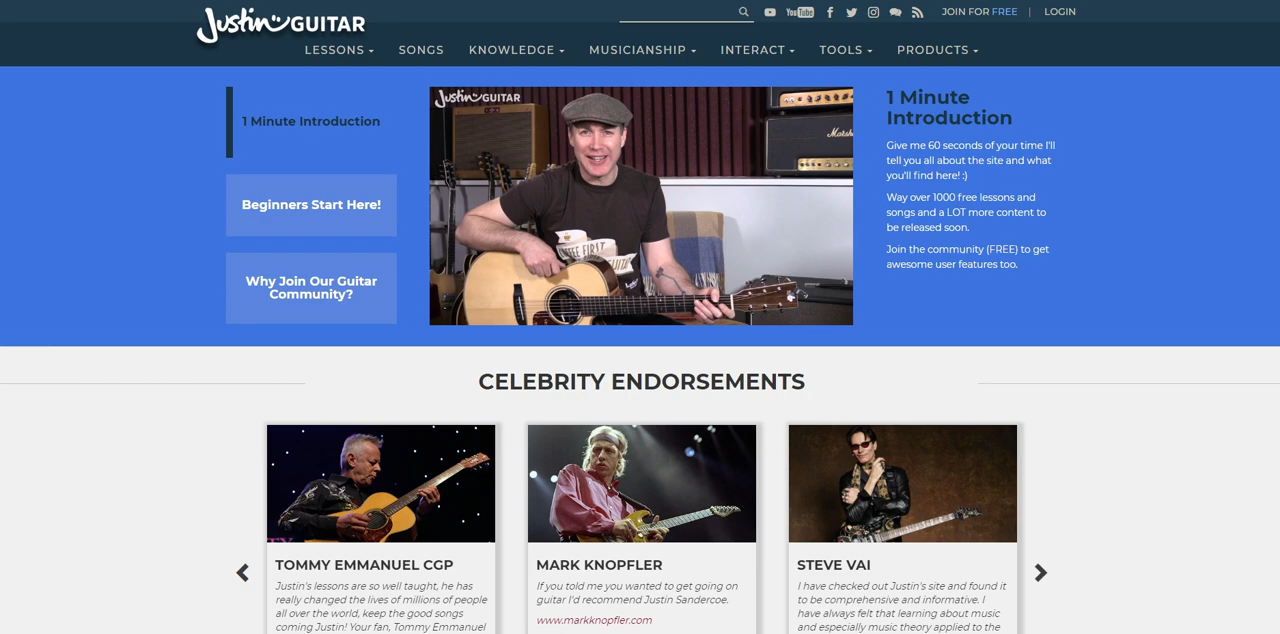 Justin GUITAR
YouTube
JOIN FOR FREE | LOGIN
LESSONS
SONGS
KNOWLEDGE
MUSICIANSHIP
INTERACT
TOOLS
PRODUCTS
1 Minute Introduction
Beginners Start Here!
Why Join Our Guitar
Community?
Justin GUITAR
Marsh
COFFEE FIRST
1 Minute
Introduction
Give me 60 seconds of your time I'll
tell you all about the site and what
you'll find here! :)
Way over 1000 free lessons and
songs and a LOT more content to
be released soon.
Join the community (FREE) to get
awesome user features too.
CELEBRITY ENDORSEMENTS
TOMMY EMMANUEL CGP
Justin's lessons are so well taught, he has
really changed the lives of millions of people
all over the world, keep the good songs
coming Justin! Your fan, Tommy Emmanuel
MARK KNOPFLER
If you told me you wanted to get going on
guitar I'd recommend Justin Sandercoe.
www.markknopfler.com
STEVE VAI
I have checked out Justin's site and found it
to be comprehensive and informative. I
have always felt that learning about music
and especially music theory applied to the